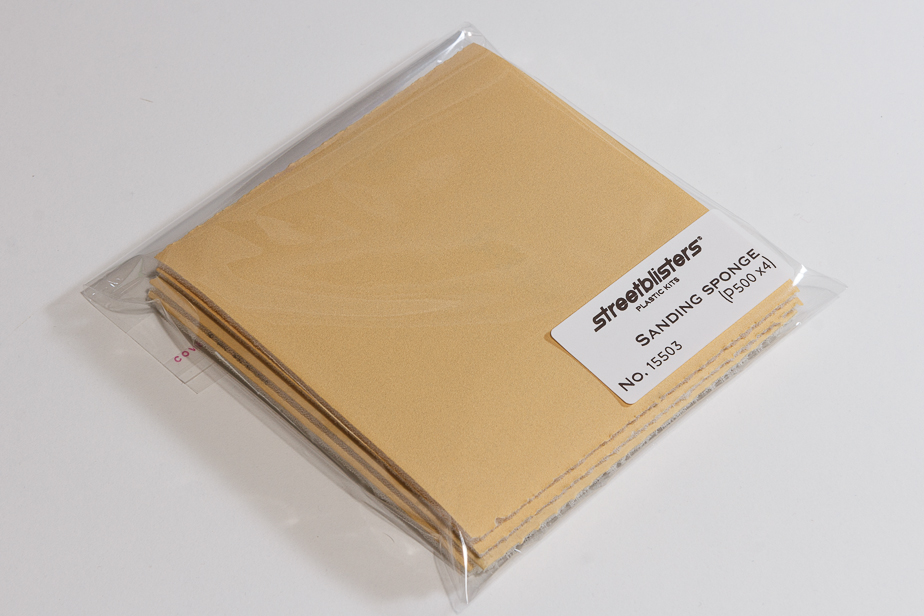 streetblisters®
PLASTIC KITS
SANDING SPONGE
(P500 x4)
No. 15503